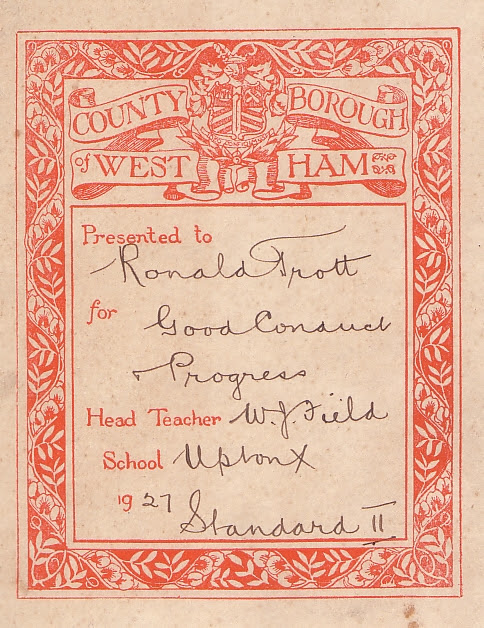 COUNTY BOROUGH
of WEST HAM
Presented to
Ronald Trott
for Good Conduct
& Progress
Head Teacher W. J. Field
School Upton X
1927
Standard II